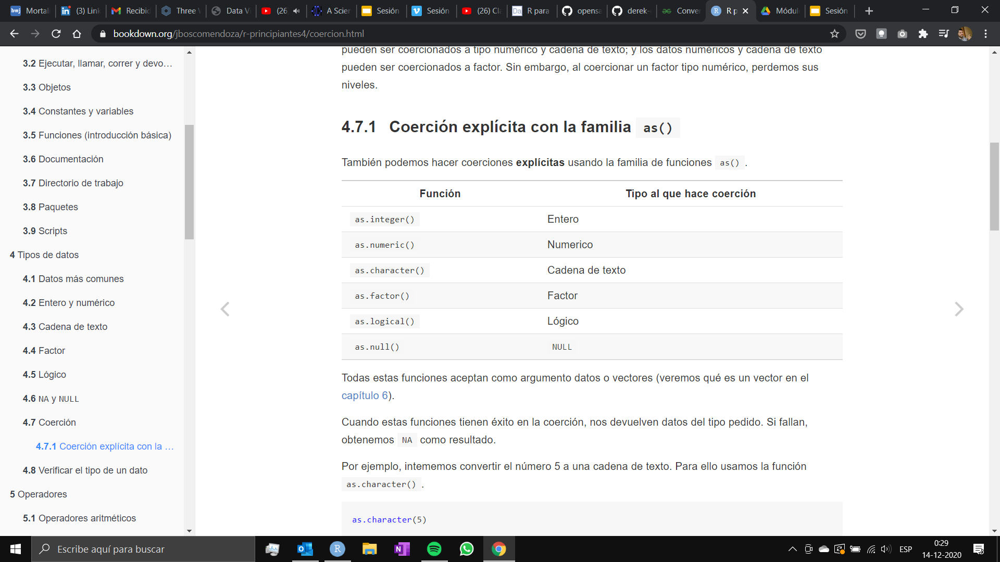 Mortali
(3) Link
Recibid
Three V
Data Vi
(26
A Scien
Sesión
Sesión
(26) Cla
R para
opensa
derek-
Conver
R p
Módul
Sesión
bookdown.org/jboscomendoza/r-principiantes4/coercion.html
3.2 Ejecutar, llamar, correr y devo…
3.3 Objetos
3.4 Constantes y variables
3.5 Funciones (introducción básica)
3.6 Documentación
3.7 Directorio de trabajo
3.8 Paquetes
3.9 Scripts
4 Tipos de datos
4.1 Datos más comunes
4.2 Entero y numérico
4.3 Cadena de texto
4.4 Factor
4.5 Lógico
4.6 NA y NULL
4.7 Coerción
4.7.1 Coerción explícita con la …
4.8 Verificar el tipo de un dato
5 Operadores
5.1 Operadores aritméticos
pueden ser coercionados a tipo numérico y cadena de texto; y los datos numéricos y cadena de texto
pueden ser coercionados a factor. Sin embargo, al coercionar un factor tipo numérico, perdemos sus
niveles.
4.7.1 Coerción explícita con la familia as()
También podemos hacer coerciones explícitas usando la familia de funciones as() .
Función Tipo al que hace coerción
as.integer() Entero
as.numeric() Numerico
as.character() Cadena de texto
as.factor() Factor
as.logical() Lógico
as.null() NULL
Todas estas funciones aceptan como argumento datos o vectores (veremos qué es un vector en el
capítulo 6).
Cuando estas funciones tienen éxito en la coerción, nos devuelven datos del tipo pedido. Si fallan,
obtenemos NA como resultado.
Por ejemplo, intememos convertir el número 5 a una cadena de texto. Para ello usamos la función
as.character() .
as.character(5)
Escribe aquí para buscar
ESP
0:29
14-12-2020